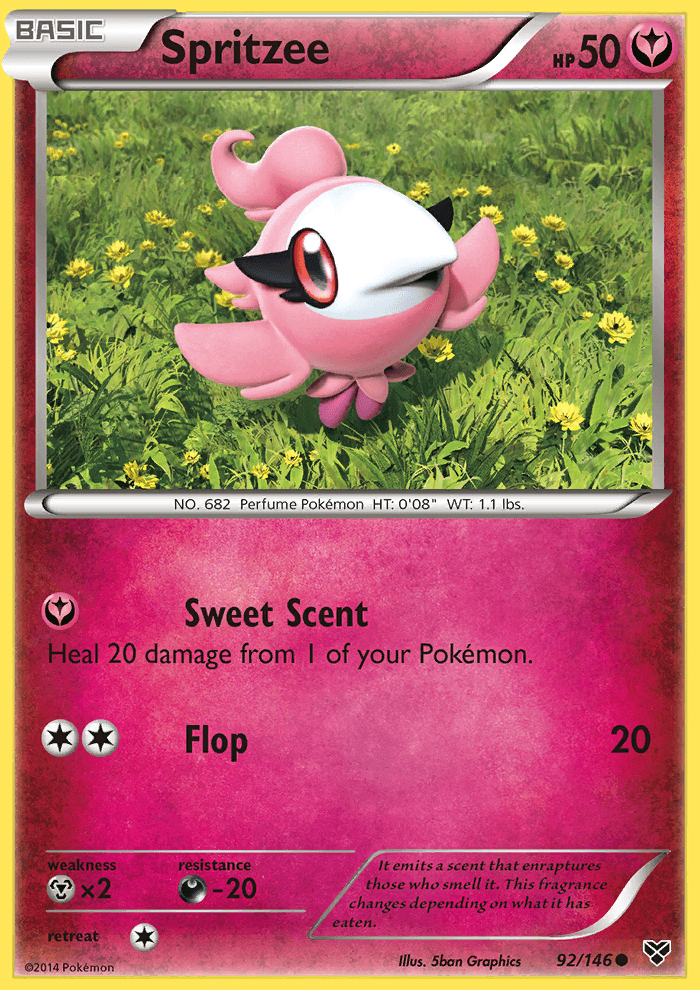 BASIC
Spritzee
HP 50
NO. 682 Perfume Pokémon HT: 0'08" WT: 1.1 lbs.
Sweet Scent
Heal 20 damage from 1 of your Pokémon.
Flop 20
weakness resistance
×2 -20
retreat
It emits a scent that enraptures
those who smell it. This fragrance
changes depending on what it has
eaten.
©2014 Pokémon
Illus. 5ban Graphics 92/146